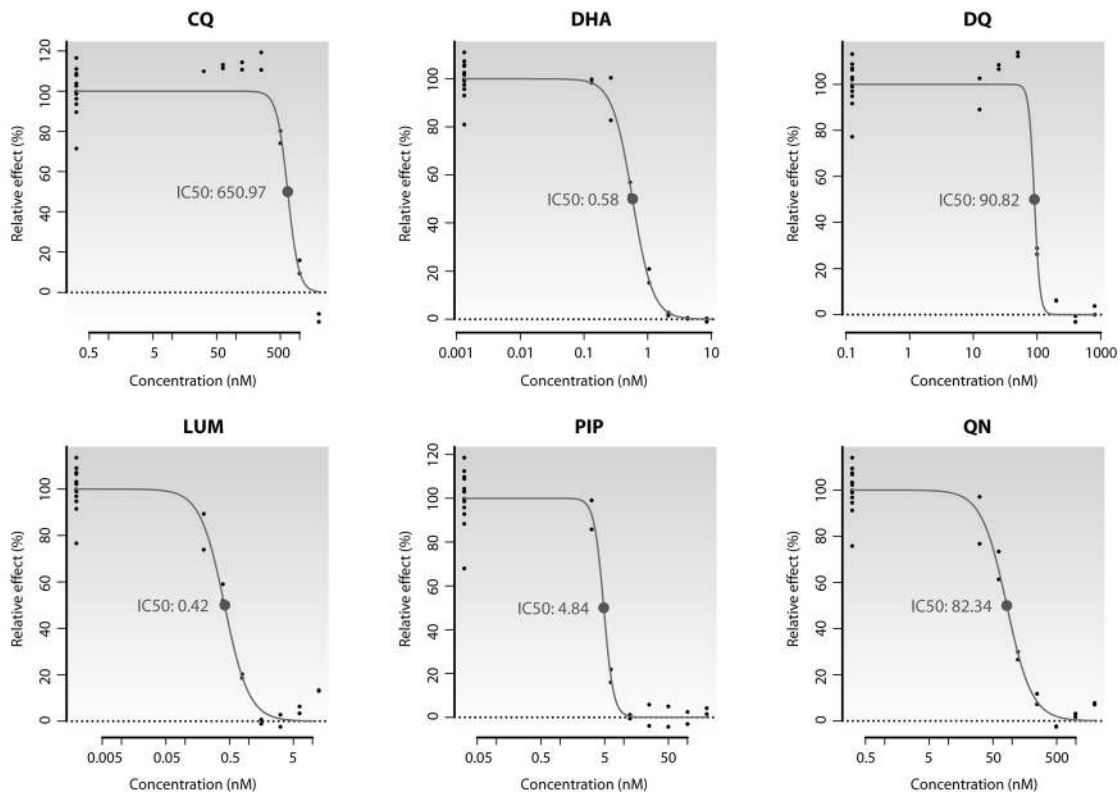 CQ
Relative effect (%)
120
100
80
60
40
20
0
IC50: 650.97
0.5 5 50 500
Concentration (nM)
DHA
Relative effect (%)
100
80
60
40
20
0
IC50: 0.58
0.001 0.01 0.1 1 10
Concentration (nM)
DQ
Relative effect (%)
100
80
60
40
20
0
IC50: 90.82
0.1 1 10 100 1000
Concentration (nM)
LUM
Relative effect (%)
100
80
60
40
20
0
IC50: 0.42
0.005 0.05 0.5 5
Concentration (nM)
PIP
Relative effect (%)
120
100
80
60
40
20
0
IC50: 4.84
0.05 0.5 5 50
Concentration (nM)
QN
Relative effect (%)
100
80
60
40
20
0
IC50: 82.34
0.5 5 50 500
Concentration (nM)